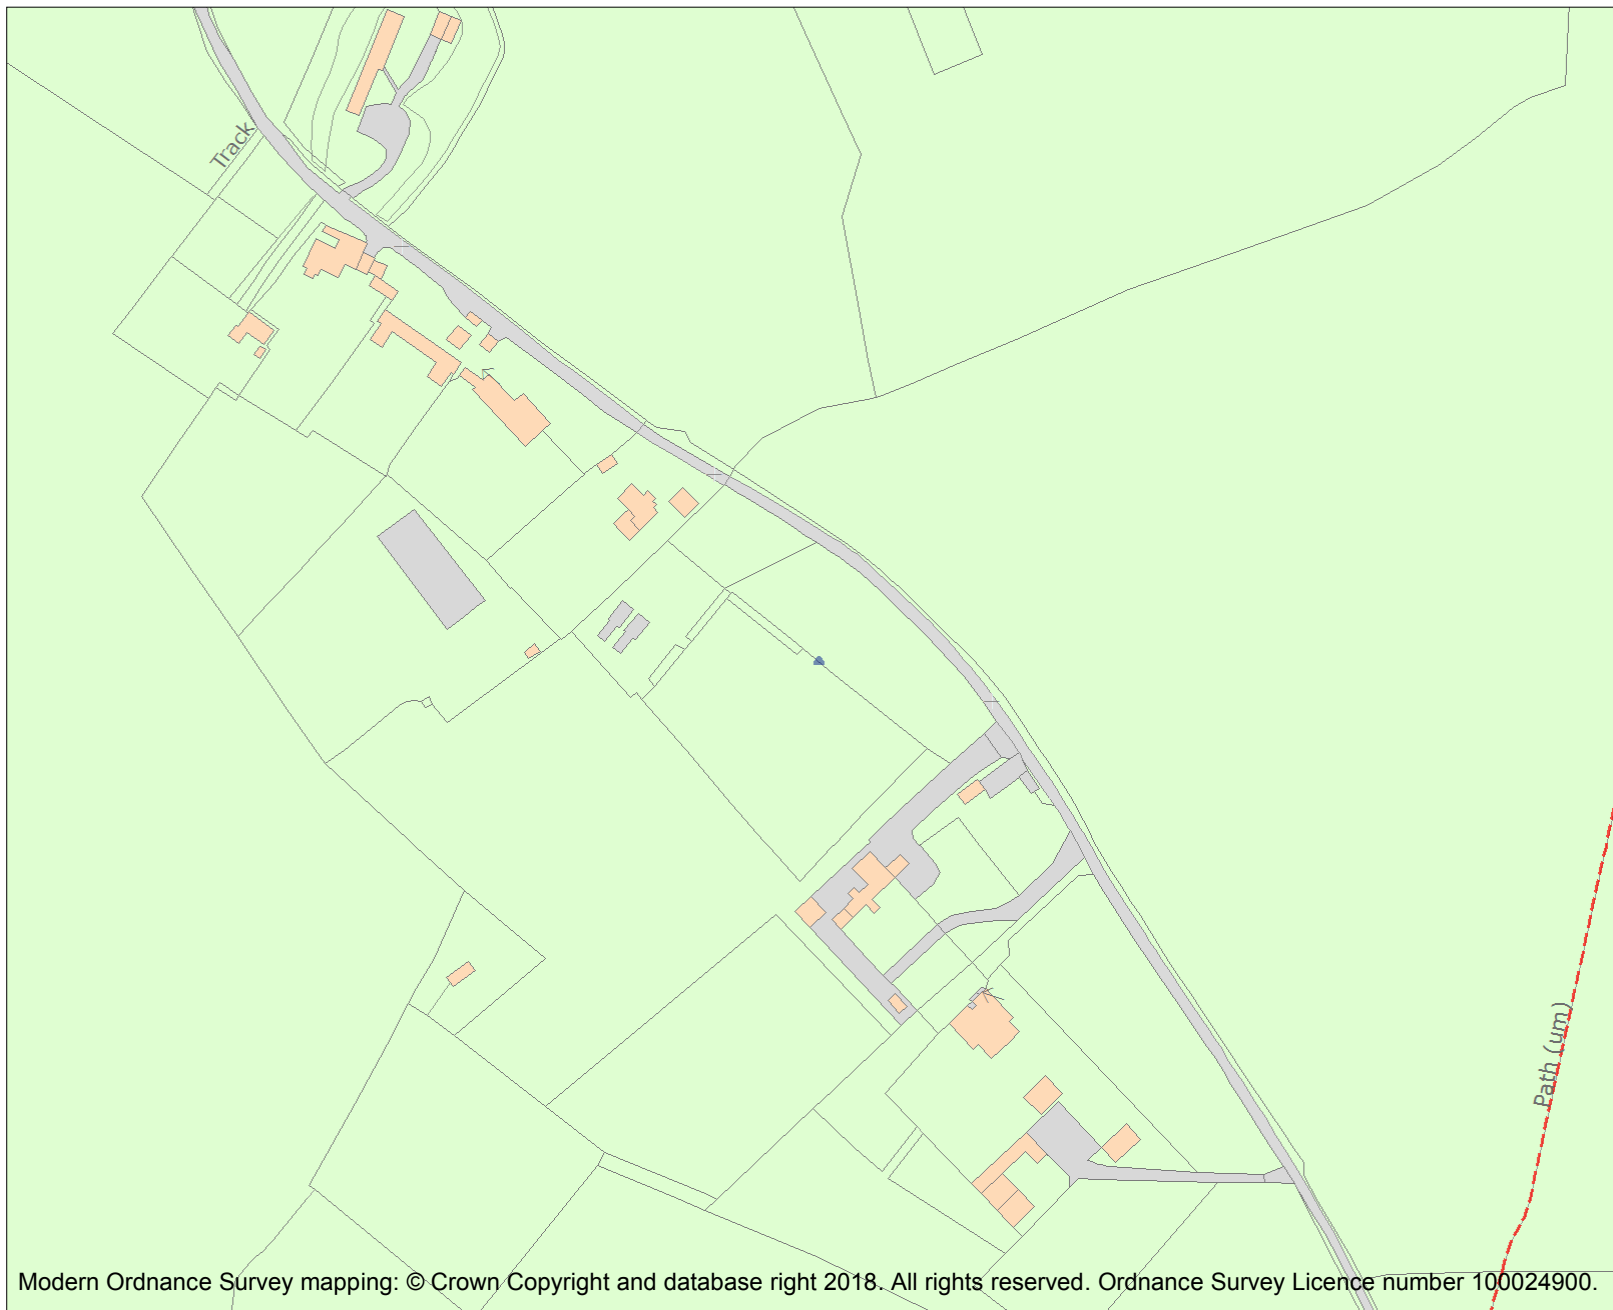 Track
Path (um)
Modern Ordnance Survey mapping: © Crown Copyright and database right 2018. All rights reserved. Ordnance Survey Licence number 100024900.